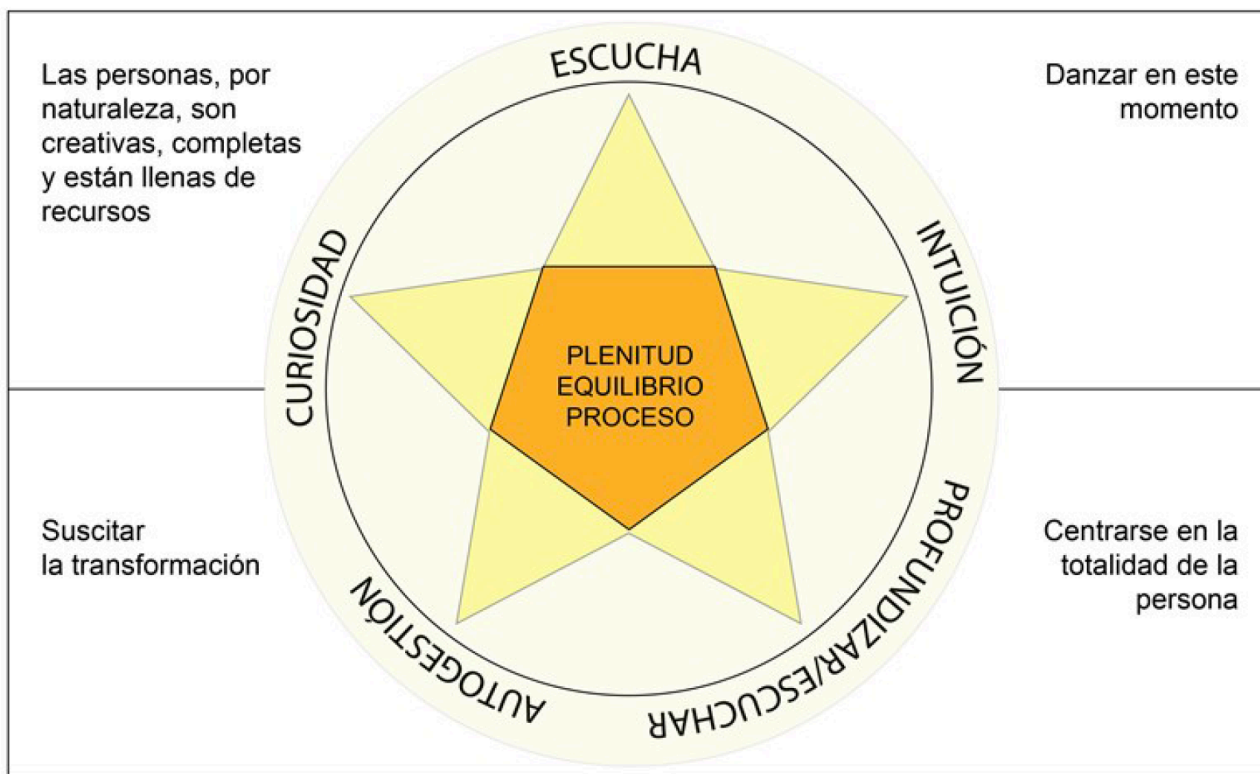 ESCUCHA
Las personas, por
naturaleza, son
creativas, completas
y están llenas de
recursos
Danzar en este
momento
CURIOSIDAD
INTUICIÓN
PLENITUD
EQUILIBRIO
PROCESO
Suscitar
la transformación
Centrarse en la
totalidad de la
persona
AUTOGESTIÓN
PROFUNDIZAR/ESCUCHAR